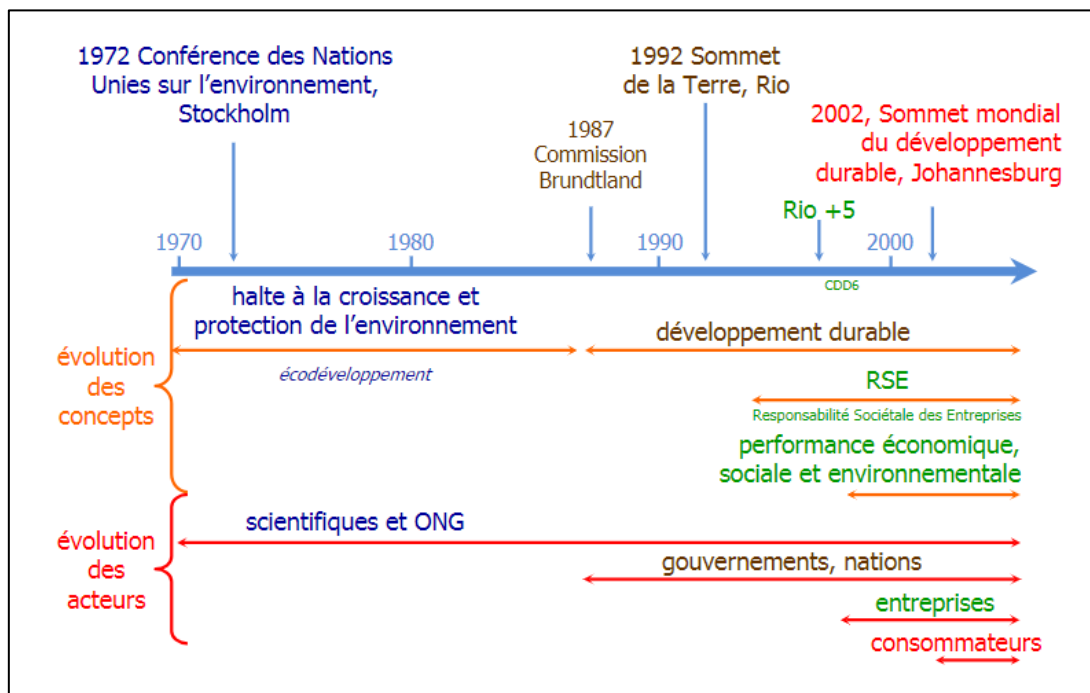 1972 Conférence des Nations
Unies sur l'environnement,
Stockholm
1987
Commission
Brundtland
1992 Sommet
de la Terre, Rio
2002, Sommet mondial
du développement
durable, Johannesburg
Rio +5
1970
1980
1990
2000
CDD6
évolution
des
concepts
halte à la croissance et
protection de l'environnement
écodéveloppement
développement durable
RSE
Responsabilité Sociétale des Entreprises
performance économique,
sociale et environnementale
évolution
des
acteurs
scientifiques et ONG
gouvernements, nations
entreprises
consommateurs